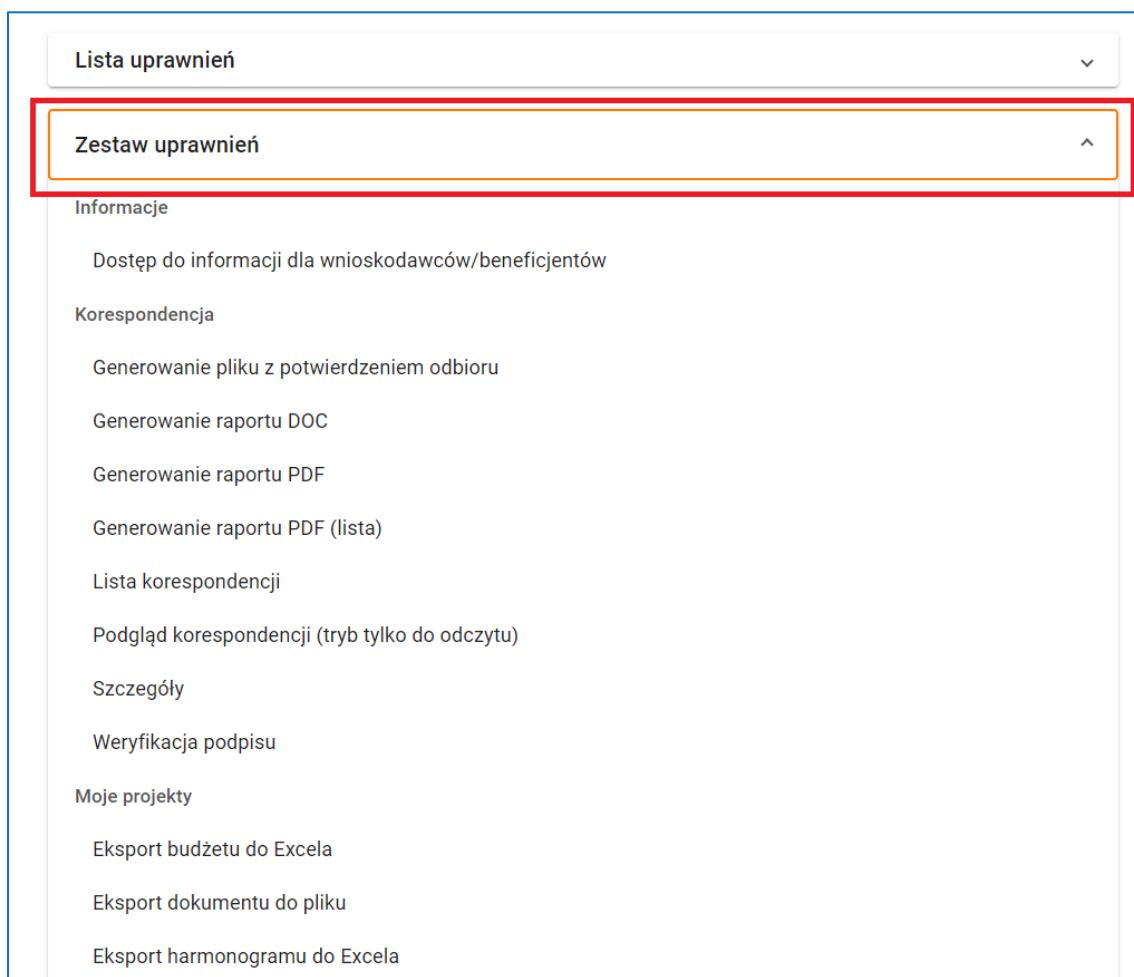 Lista uprawnień
Zestaw uprawnień
Informacje
Dostęp do informacji dla wnioskodawców/beneficjentów
Korespondencja
Generowanie pliku z potwierdzeniem odbioru
Generowanie raportu DOC
Generowanie raportu PDF
Generowanie raportu PDF (lista)
Lista korespondencji
Podgląd korespondencji (tryb tylko do odczytu)
Szczegóły
Weryfikacja podpisu
Moje projekty
Eksport budżetu do Excela
Eksport dokumentu do pliku
Eksport harmonogramu do Excela